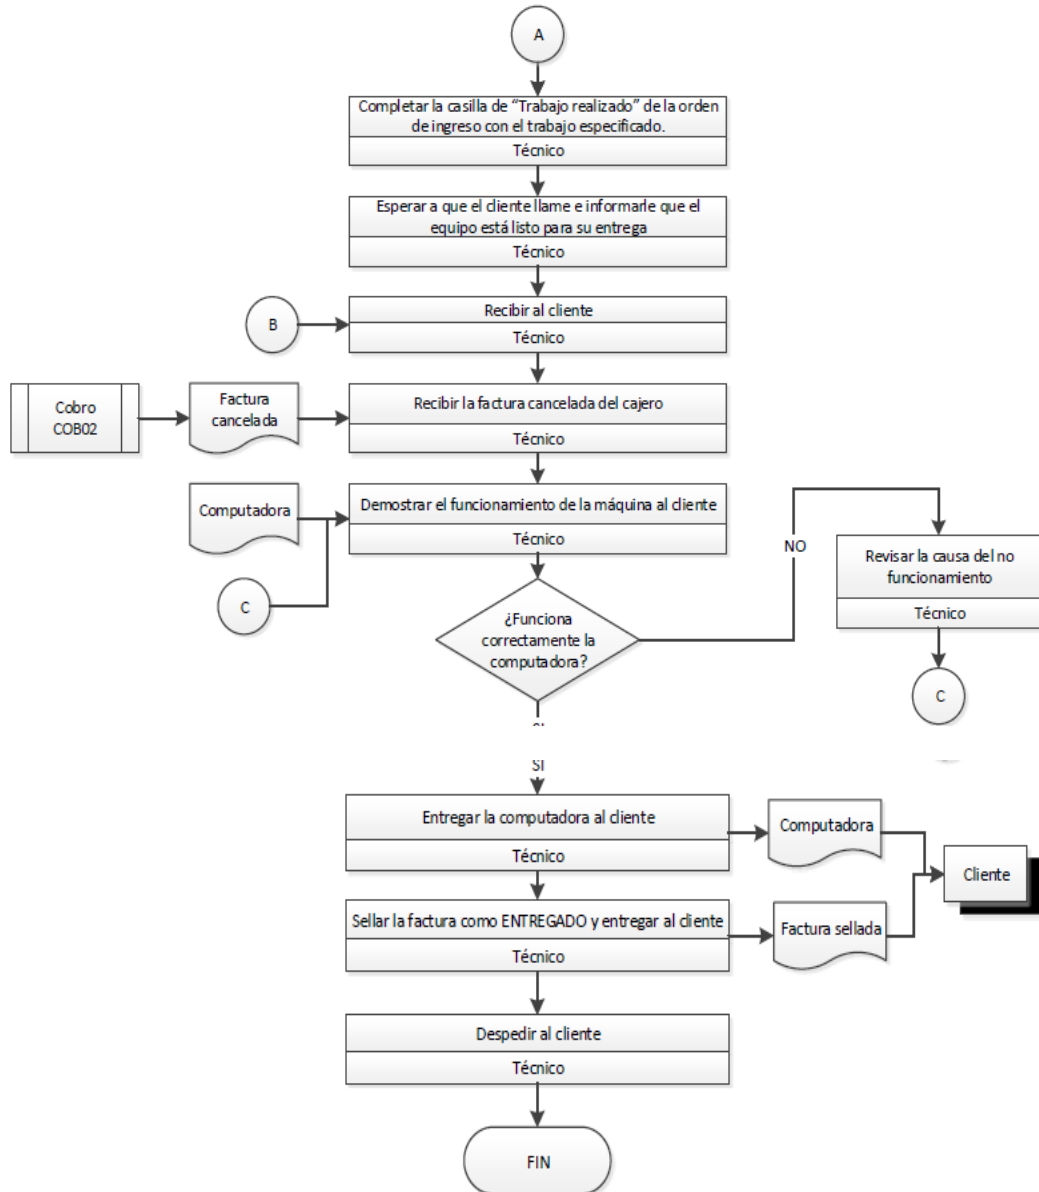 A
Completar la casilla de “Trabajo realizado” de la orden
de ingreso con el trabajo especificado.
Técnico
Esperar a que el cliente llame e informarle que el
equipo está listo para su entrega
Técnico
B
Recibir al cliente
Técnico
Cobro
COB02
Factura
cancelada
Recibir la factura cancelada del cajero
Técnico
Computadora
Demostrar el funcionamiento de la máquina al cliente
Técnico
C
¿Funciona
correctamente la
computadora?
NO
Revisar la causa del no
funcionamiento
Técnico
C
SI
Entregar la computadora al cliente
Técnico
Computadora
Cliente
Sellar la factura como ENTREGADO y entregar al cliente
Técnico
Factura sellada
Despedir al cliente
Técnico
FIN